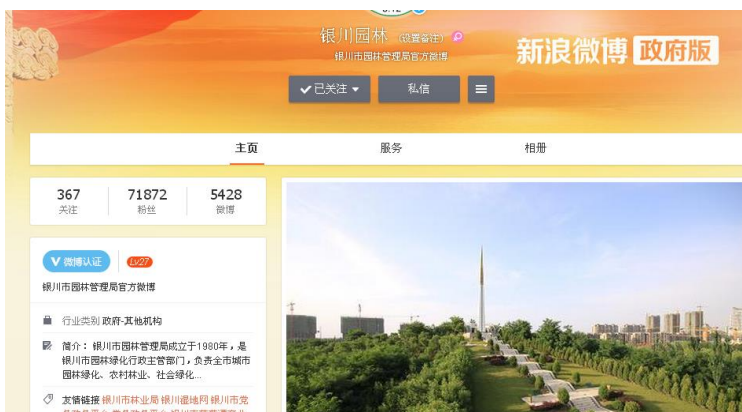 银川园林 (设置备注)
银川市园林管理局官方微博
新浪微博 政府版
已关注
私信
主页
服务
相册
367
71872
5428
关注
粉丝
微博
V 微博认证
Lv27
银川市园林管理局官方微博
行业类别 政府-其他机构
简介：银川市园林管理局成立于1980年，是
银川市园林绿化行政主管部门，负责全市城市
园林绿化、农村林业、社会绿化...
友情链接 银川市林业局 银川湿地网 银川市党